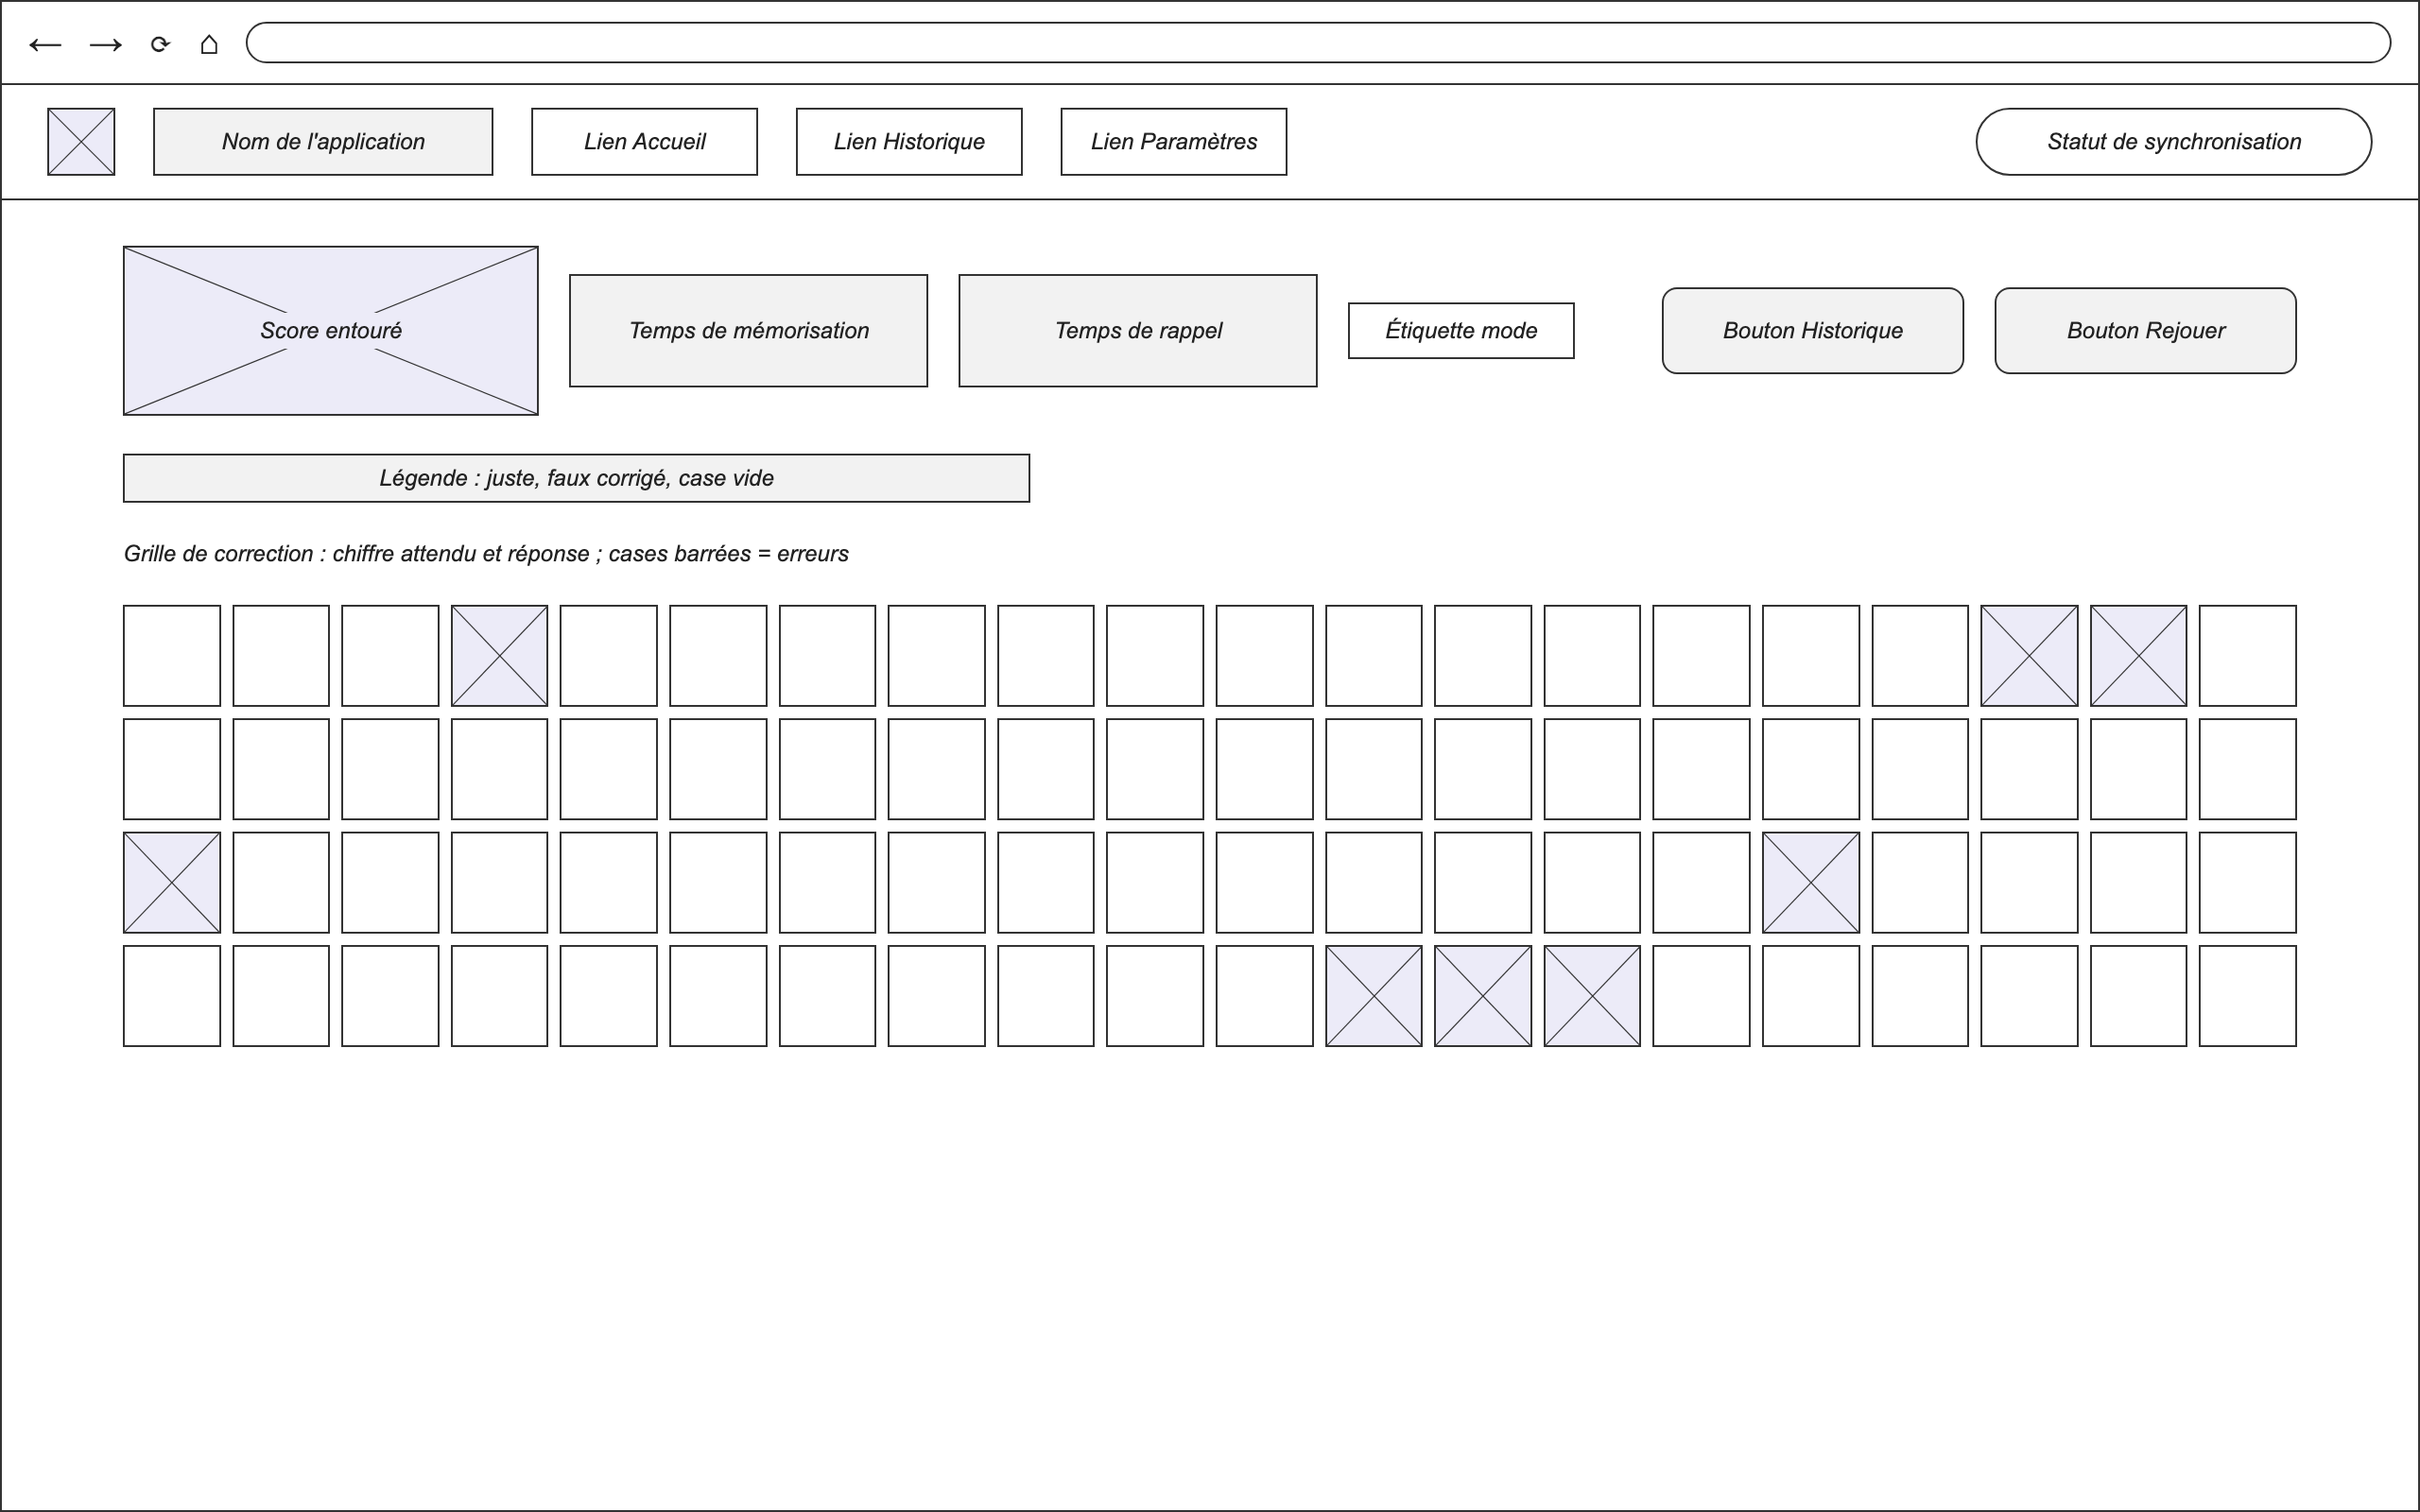 Nom de l'application
Lien Accueil
Lien Historique
Lien Paramètres
Statut de synchronisation
Score entouré
Temps de mémorisation
Temps de rappel
Étiquette mode
Bouton Historique
Bouton Rejouer
Légende : juste, faux corrigé, case vide
Grille de correction : chiffre attendu et réponse ; cases barrées = erreurs